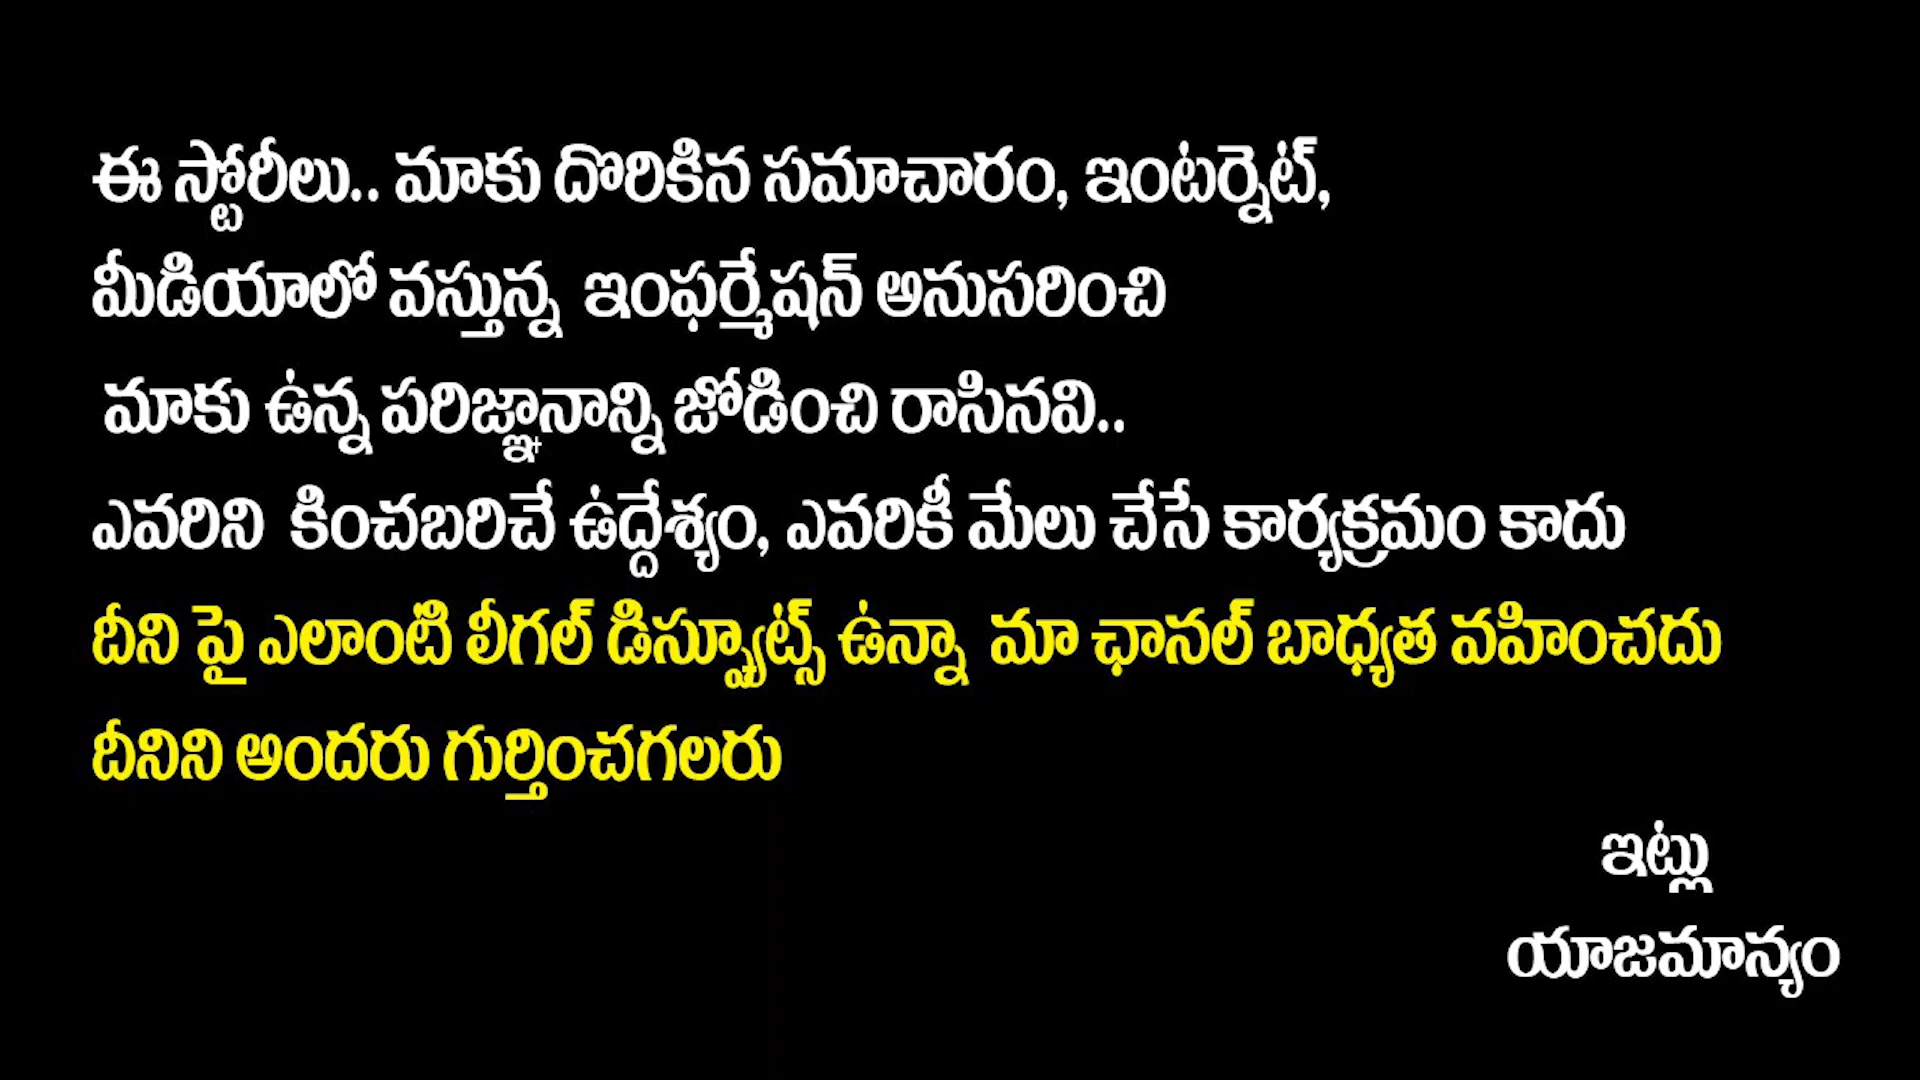 ఈ స్టోరీలు.. మాకు దొరికిన సమాచారం, ఇంటర్నెట్,
మీడియాలో వస్తున్న ఇంఫర్మేషన్ అనుసరించి
మాకు ఉన్న పరిజ్ఞానాన్ని జోడించి రాసినవి..
ఎవరిని కించబరిచే ఉద్దేశ్యం, ఎవరికీ మేలు చేసే కార్యక్రమం కాదు
దీని పై ఎలాంటి లీగల్ డిస్ప్యూట్స్ ఉన్నా మా ఛానల్ బాధ్యత వహించదు
దీనిని అందరు గుర్తించగలరు
ఇట్లు
యాజమాన్యం